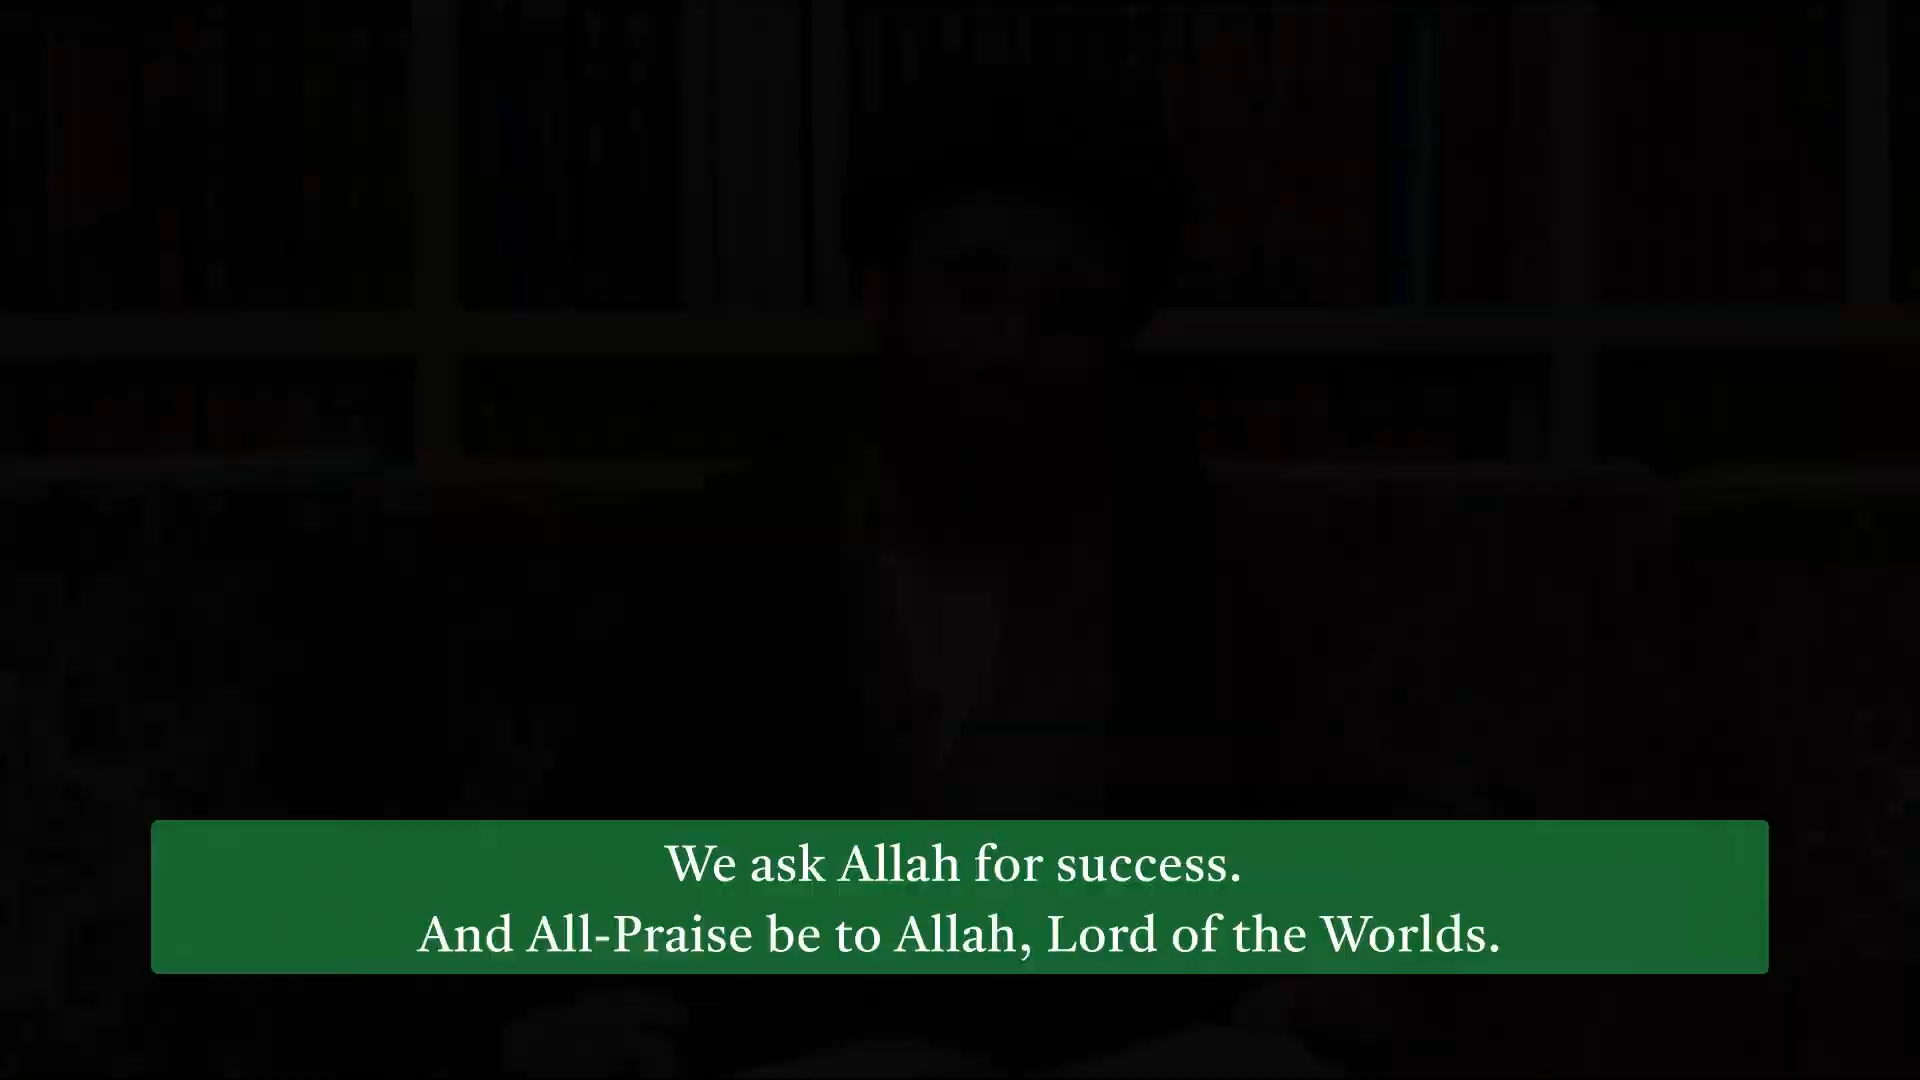 We ask Allah for success.
And All-Praise be to Allah, Lord of the Worlds.